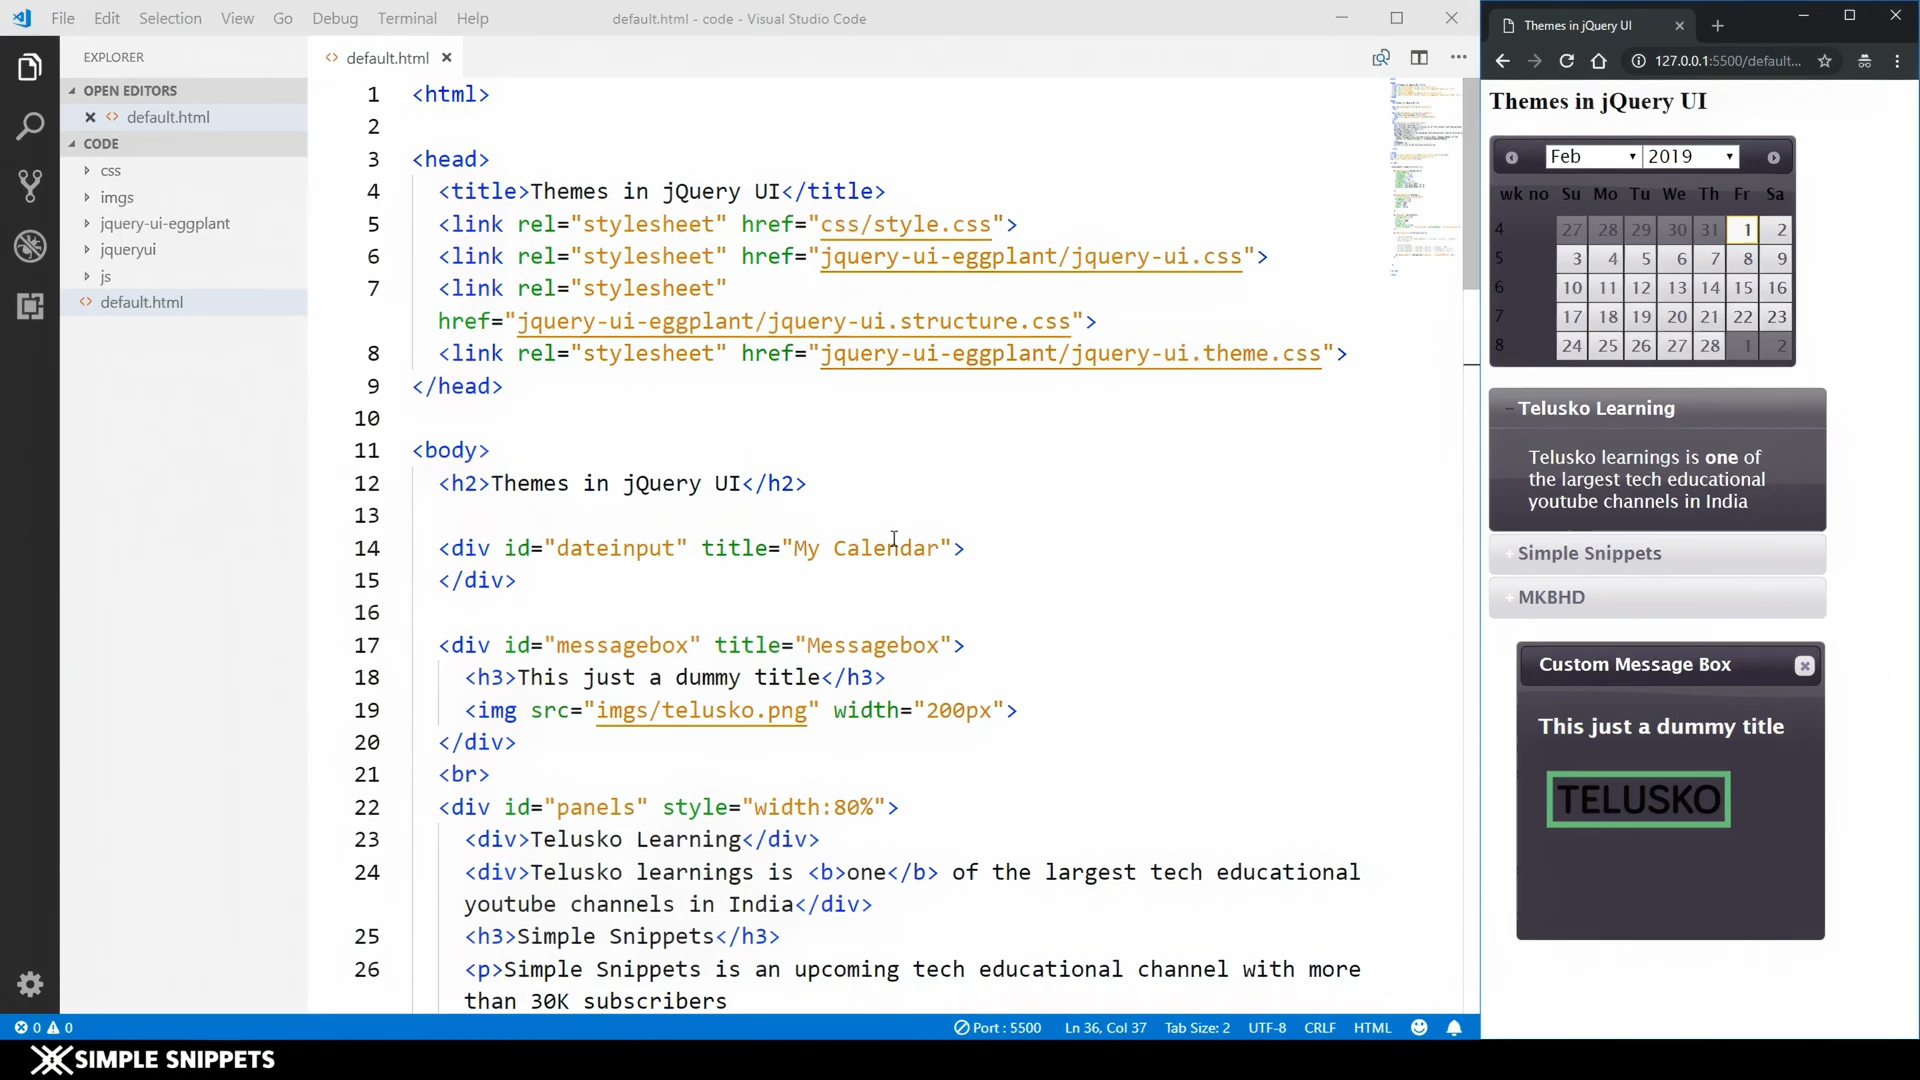 File Edit Selection View Go Debug Terminal Help
default.html - code - Visual Studio Code
EXPLORER
OPEN EDITORS
default.html
CODE
css
imgs
jquery-ui-eggplant
jqueryui
js
default.html
default.html
1 <html>
2
3 <head>
4 <title>Themes in jQuery UI</title>
5 <link rel="stylesheet" href="css/style.css">
6 <link rel="stylesheet" href="jquery-ui-eggplant/jquery-ui.css">
7 <link rel="stylesheet"
href="jquery-ui-eggplant/jquery-ui.structure.css">
8 <link rel="stylesheet" href="jquery-ui-eggplant/jquery-ui.theme.css">
9 </head>
10
11 <body>
12 <h2>Themes in jQuery UI</h2>
13
14 <div id="dateinput" title="My Calendar">
15 </div>
16
17 <div id="messagebox" title="Messagebox">
18 <h3>This just a dummy title</h3>
19 <img src="imgs/telusko.png" width="200px">
20 </div>
21 <br>
22 <div id="panels" style="width:80%">
23 <div>Telusko Learning</div>
24 <div>Telusko learnings is <b>one</b> of the largest tech educational
youtube channels in India</div>
25 <h3>Simple Snippets</h3>
26 <p>Simple Snippets is an upcoming tech educational channel with more
than 30K subscribers
0 0
Port : 5500 Ln 36, Col 37 Tab Size: 2 UTF-8 CRLF HTML
SIMPLE SNIPPETS
Themes in jQuery UI
127.0.0.1:5500/default...
Themes in jQuery UI
Feb 2019
wk no Su Mo Tu We Th Fr Sa
4 27 28 29 30 31 1 2
5 3 4 5 6 7 8 9
6 10 11 12 13 14 15 16
7 17 18 19 20 21 22 23
8 24 25 26 27 28 1 2
Telusko Learning
Telusko learnings is one of
the largest tech educational
youtube channels in India
Simple Snippets
MKBHD
Custom Message Box
This just a dummy title
TELUSKO